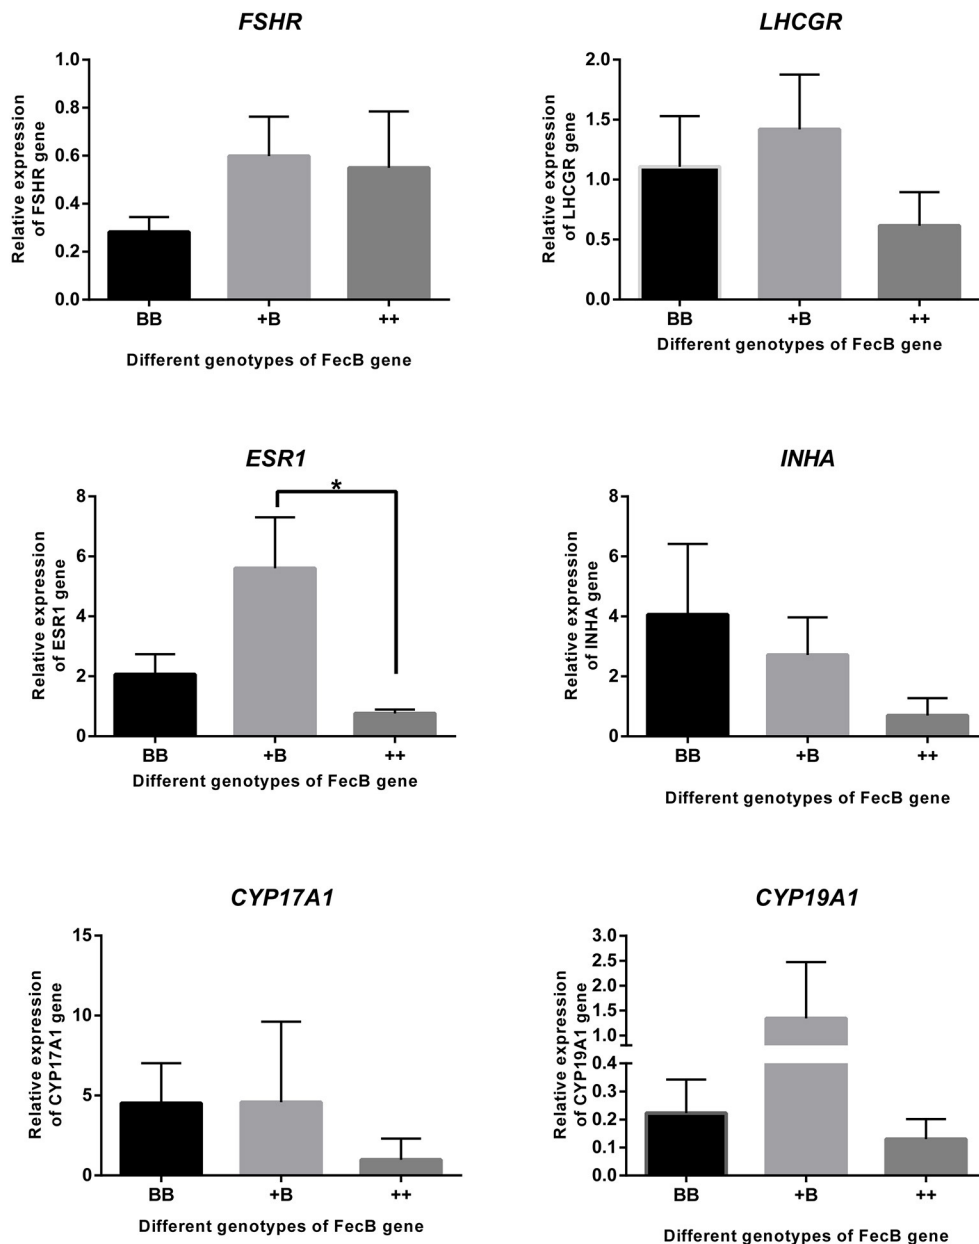 FSHR
Relative expression
of FSHR gene
1.0
0.8
0.6
0.4
0.2
0.0
BB +B ++
Different genotypes of FecB gene
LHCGR
Relative expression
of LHCGR gene
2.0
1.5
1.0
0.5
0.0
BB +B ++
Different genotypes of FecB gene
ESR1
Relative expression
of ESR1 gene
8
6
4
2
0
*
BB +B ++
Different genotypes of FecB gene
INHA
Relative expression
of INHA gene
8
6
4
2
0
BB +B ++
Different genotypes of FecB gene
CYP17A1
Relative expression
of CYP17A1 gene
15
10
5
0
BB +B ++
Different genotypes of FecB gene
CYP19A1
Relative expression
of CYP19A1 gene
3.0
2.5
2.0
1.5
1.0
0.4
0.3
0.2
0.1
0.0
BB +B ++
Different genotypes of FecB gene